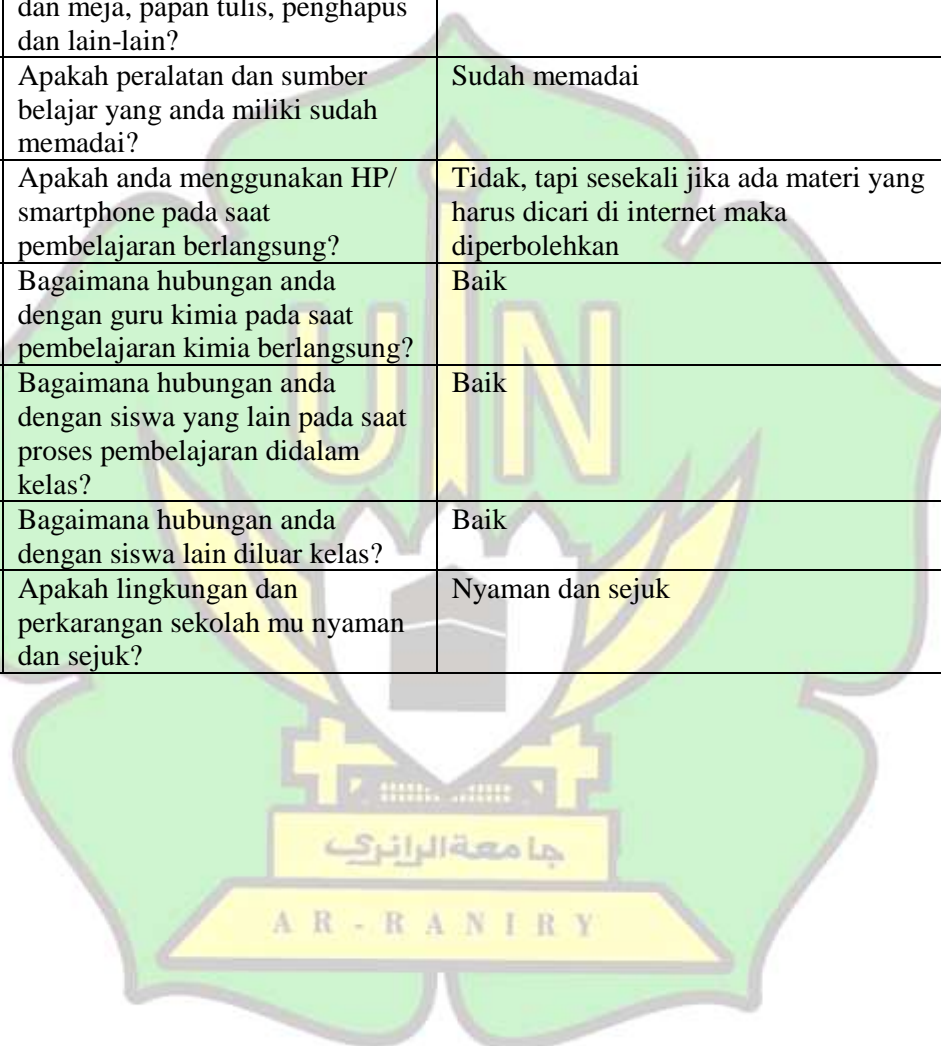 dan meja, papan tulis, penghapus
dan lain-lain?
Apakah peralatan dan sumber
belajar yang anda miliki sudah
memadai?
Sudah memadai
Apakah anda menggunakan HP/
smartphone pada saat
pembelajaran berlangsung?
Tidak, tapi sesekali jika ada materi yang
harus dicari di internet maka
diperbolehkan
Bagaimana hubungan anda
dengan guru kimia pada saat
pembelajaran kimia berlangsung?
Baik
Bagaimana hubungan anda
dengan siswa yang lain pada saat
proses pembelajaran didalam
kelas?
Baik
Bagaimana hubungan anda
dengan siswa lain diluar kelas?
Baik
Apakah lingkungan dan
perkarangan sekolah mu nyaman
dan sejuk?
Nyaman dan sejuk
UIN
جامعةالرانري
AR-RANIRY